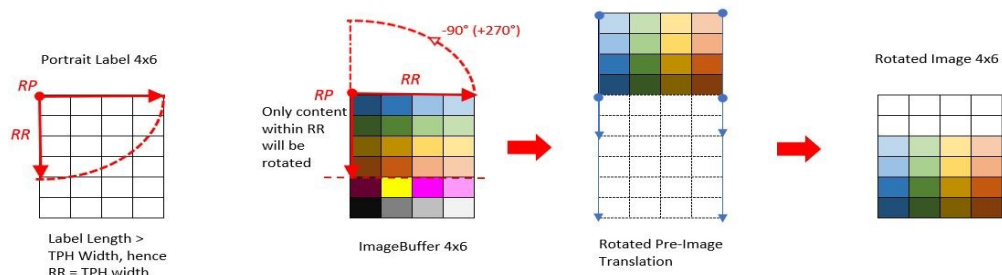 Portrait Label 4x6
RP
RR
Label Length >
TPH Width, hence
RR = TPH width
-90° (+270°)
RR
RP
Only content
within RR
will be
rotated
ImageBuffer 4x6
Rotated Pre-Image
Translation
Rotated Image 4x6